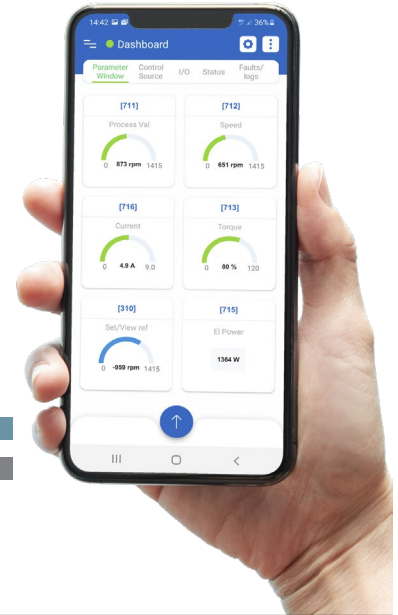 14:42
36%
Dashboard
Parameter Window
Control Source
I/O
Status
Faults/ logs
[711]
Process Val
0 873 rpm 1415
[712]
Speed
0 651 rpm 1415
[716]
Current
0 4.9 A 9.0
[713]
Torque
0 80 % 120
[310]
Set/View ref
0 -959 rpm 1415
[715]
El Power
1364 W